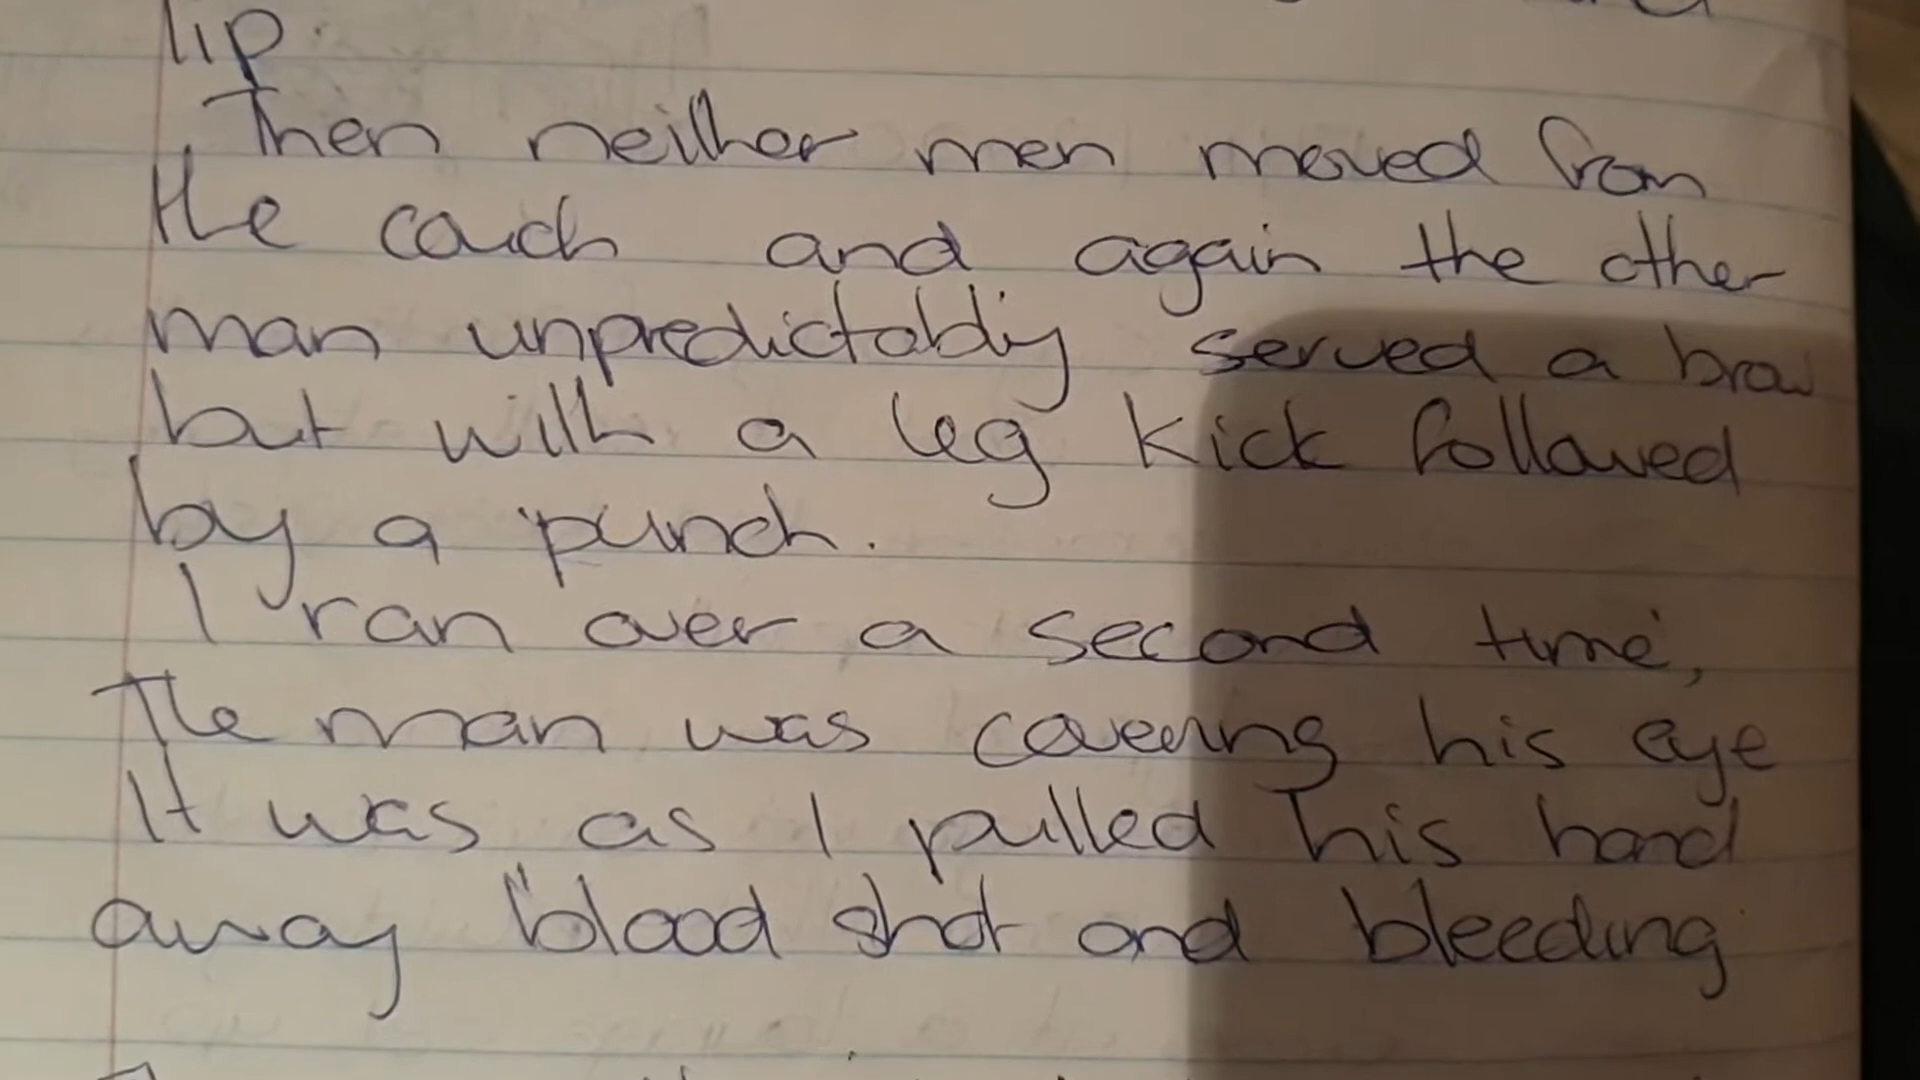 lip.
Then neither men moved from
the couch and again the other
man unpredictably served a brow
but with a leg kick followed
by a punch.
I ran over a second time,
The man was covering his eye
It was as I pulled his hand
away blood shot and bleeding